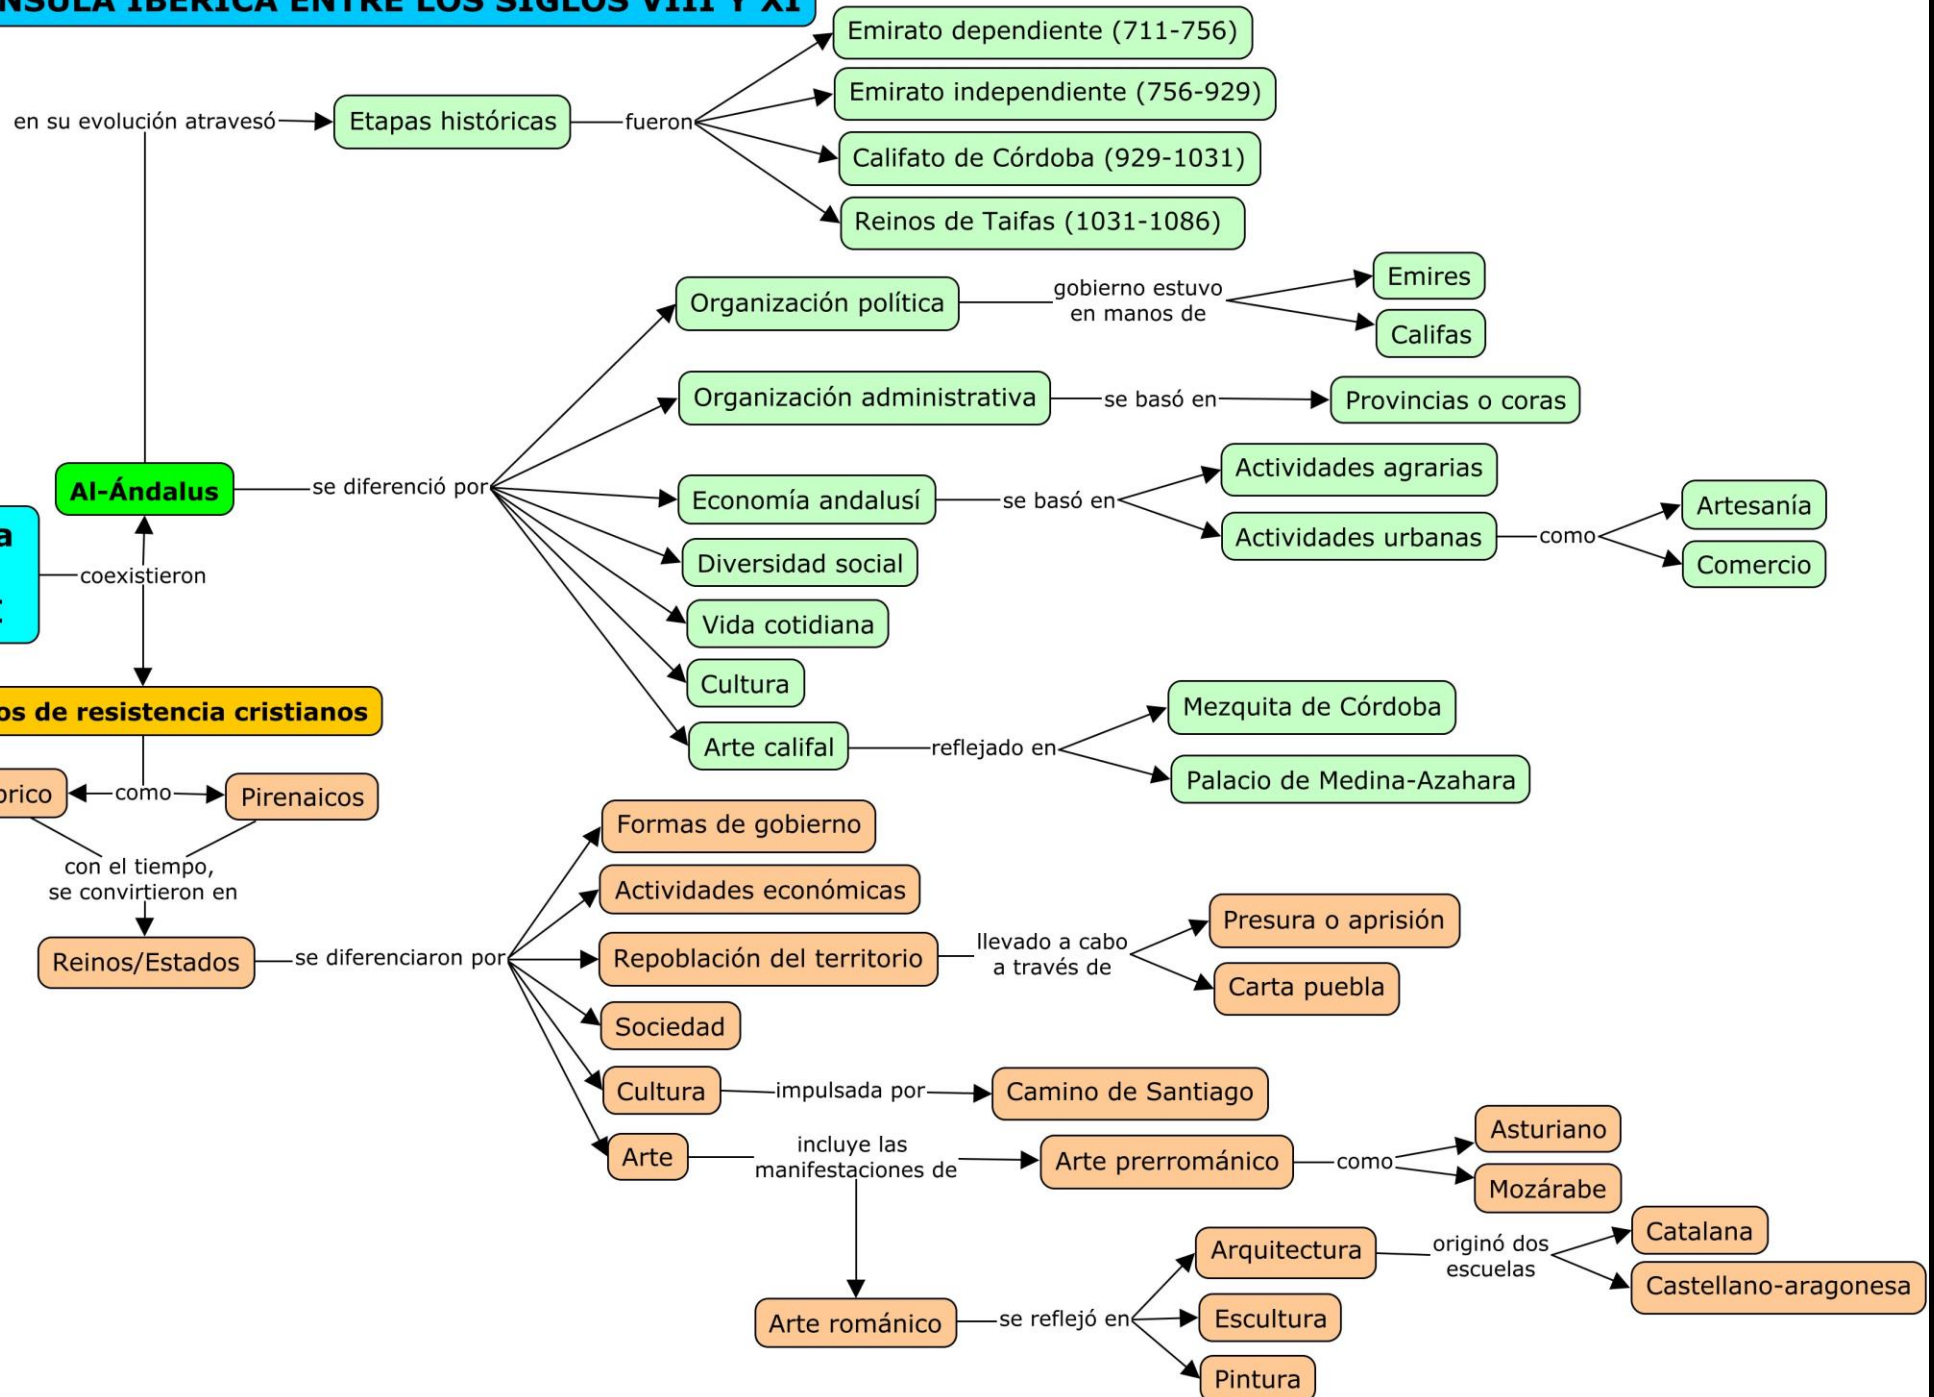 NSULA IBÉRICA ENTRE LOS SIGLOS VIII Y XI
en su evolución atravesó
Etapas históricas
fueron
Emirato dependiente (711-756)
Emirato independiente (756-929)
Califato de Córdoba (929-1031)
Reinos de Taifas (1031-1086)
Al-Ándalus
se diferenció por
Organización política
gobierno estuvo
en manos de
Emires
Califas
Organización administrativa
se basó en
Provincias o coras
Economía andalusí
se basó en
Actividades agrarias
Actividades urbanas
como
Artesanía
Comercio
Diversidad social
Vida cotidiana
Cultura
Arte califal
reflejado en
Mezquita de Córdoba
Palacio de Medina-Azahara
a
coexistieron
os de resistencia cristianos
orico
como
Pirenaicos
con el tiempo,
se convirtieron en
Reinos/Estados
se diferenciaron por
Formas de gobierno
Actividades económicas
Repoblación del territorio
llevado a cabo
a través de
Presura o aprisión
Carta puebla
Sociedad
Cultura
impulsada por
Camino de Santiago
Arte
incluye las
manifestaciones de
Arte prerrománico
como
Asturiano
Mozárabe
Arte románico
se reflejó en
Arquitectura
originó dos
escuelas
Catalana
Castellano-aragonesa
Escultura
Pintura